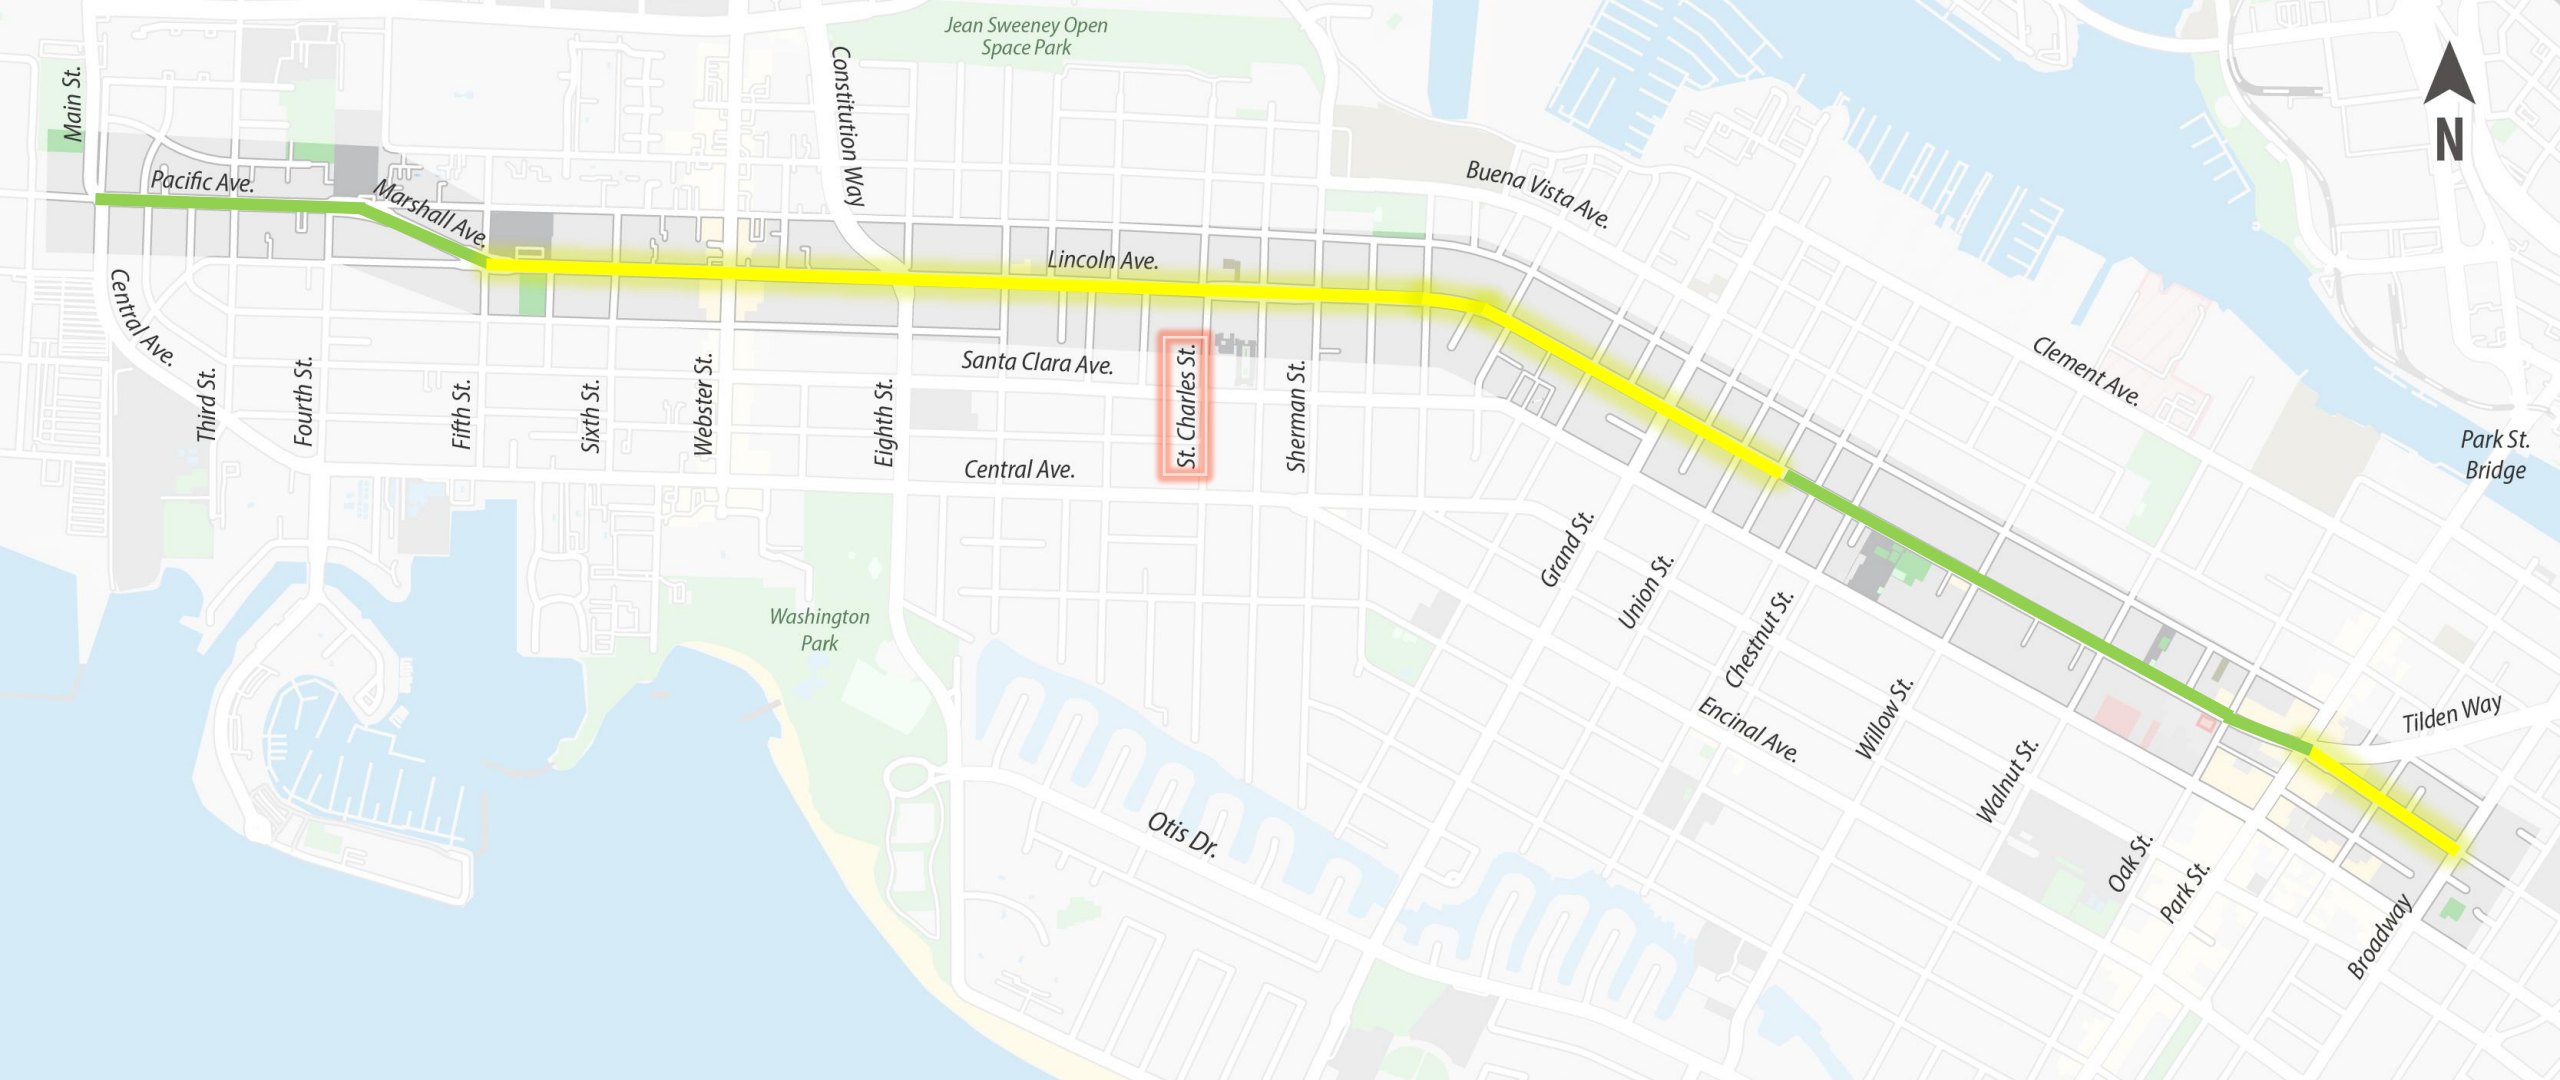 Jean Sweeney Open
Space Park
Main St.
Constitution Way
N
Pacific Ave.
Marshall Ave.
Buena Vista Ave.
Lincoln Ave.
Central Ave.
Santa Clara Ave.
Clement Ave.
Third St.
Fourth St.
Fifth St.
Sixth St.
Webster St.
Eighth St.
St. Charles St.
Sherman St.
Park St.
Bridge
Central Ave.
Grand St.
Union St.
Chestnut St.
Washington
Park
Encinal Ave.
Willow St.
Tilden Way
Walnut St.
Otis Dr.
Oak St.
Park St.
Broadway